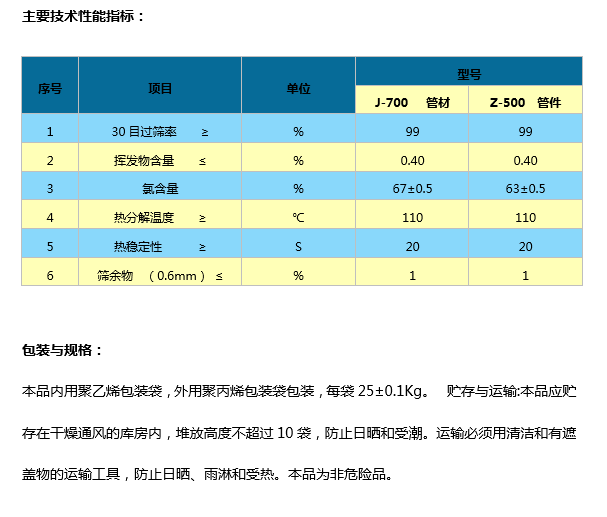 主要技术性能指标：
序号 项目 单位 型号
J-700 管材 Z-500 管件
1 30目过筛率 ≥ % 99 99
2 挥发物含量 ≤ % 0.40 0.40
3 氯含量 % 67±0.5 63±0.5
4 热分解温度 ≥ ℃ 110 110
5 热稳定性 ≥ S 20 20
6 筛余物 （0.6mm） ≤ % 1 1
包装与规格：
本品内用聚乙烯包装袋，外用聚丙烯包装袋包装，每袋25±0.1Kg。 贮存与运输:本品应贮
存在干燥通风的库房内，堆放高度不超过10袋，防止日晒和受潮。运输必须用清洁和有遮
盖物的运输工具，防止日晒、雨淋和受热。本品为非危险品。